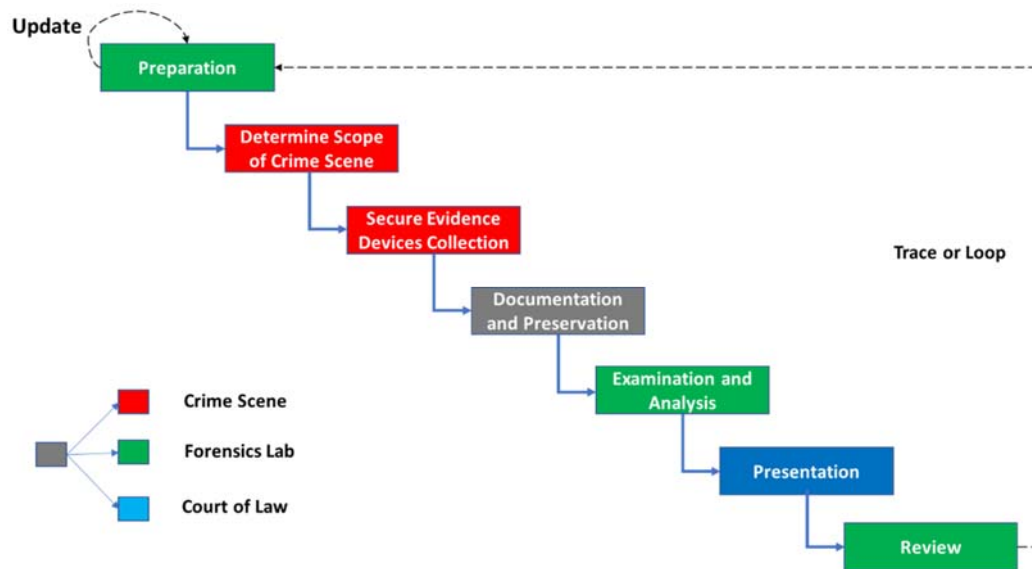 Update
Preparation
Determine Scope
of Crime Scene
Secure Evidence
Devices Collection
Trace or Loop
Documentation
and Preservation
Examination and
Analysis
Crime Scene
Forensics Lab
Presentation
Court of Law
Review